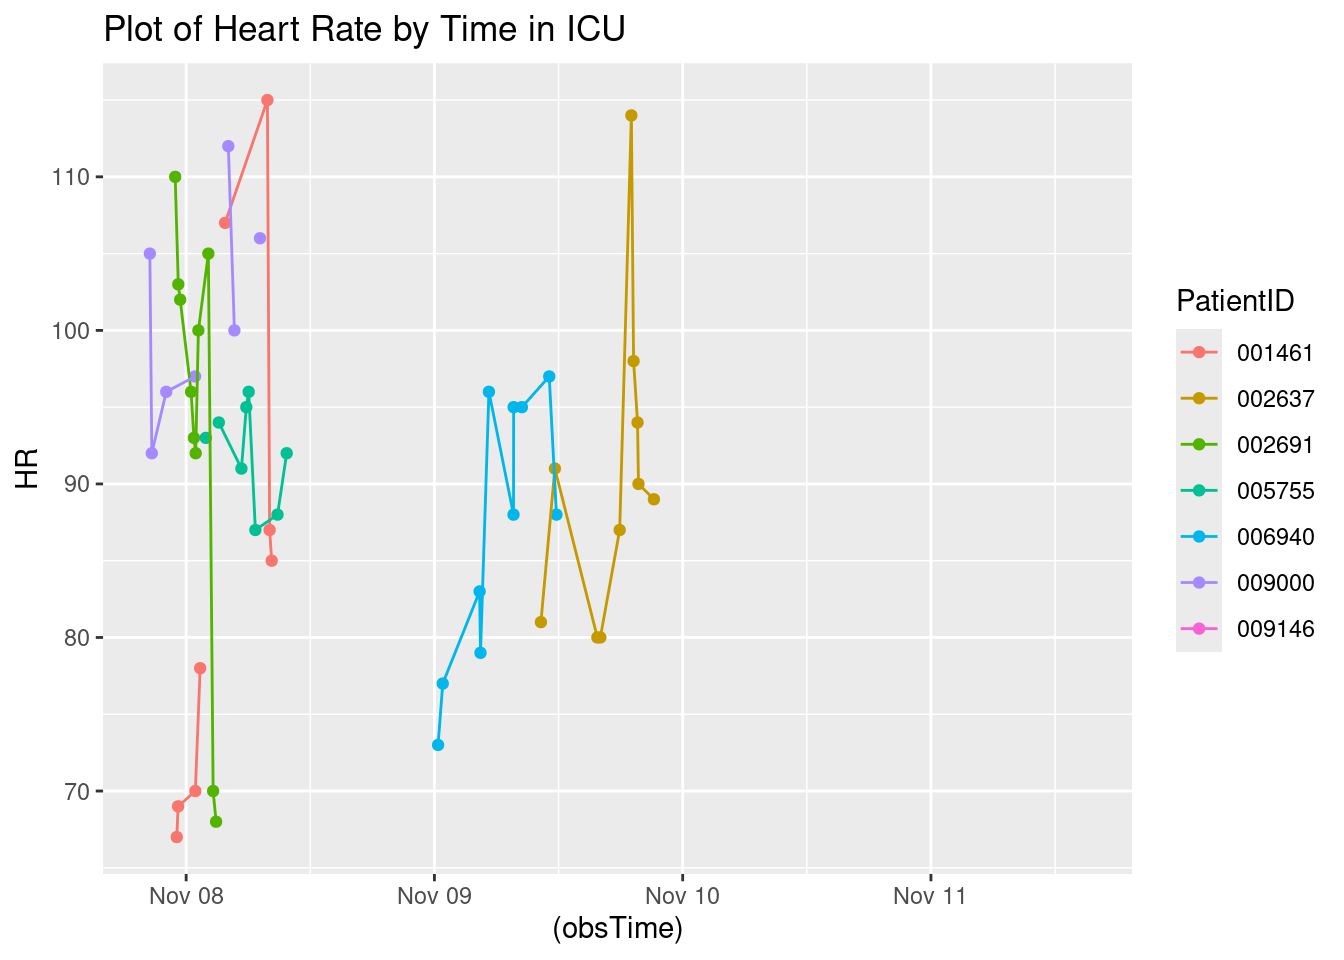 Plot of Heart Rate by Time in ICU
HR
110
100
90
80
70
Nov 08
Nov 09
Nov 10
Nov 11
(obsTime)
PatientID
001461
002637
002691
005755
006940
009000
009146